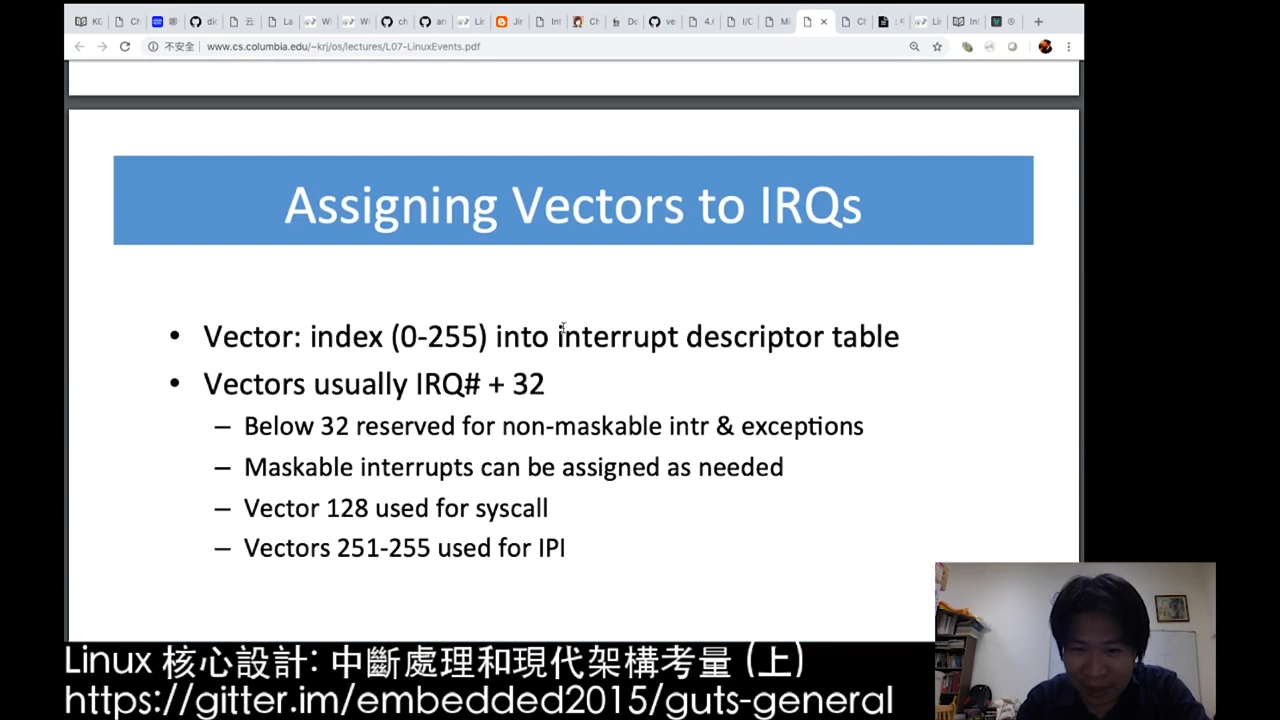 不安全 www.cs.columbia.edu/~krj/os/lectures/L07-LinuxEvents.pdf
Assigning Vectors to IRQs
• Vector: index (0-255) into interrupt descriptor table
• Vectors usually IRQ# + 32
– Below 32 reserved for non-maskable intr & exceptions
– Maskable interrupts can be assigned as needed
– Vector 128 used for syscall
– Vectors 251-255 used for IPI
Linux 核心設計: 中斷處理和現代架構考量 (上)
https://gitter.im/embedded2015/guts-general